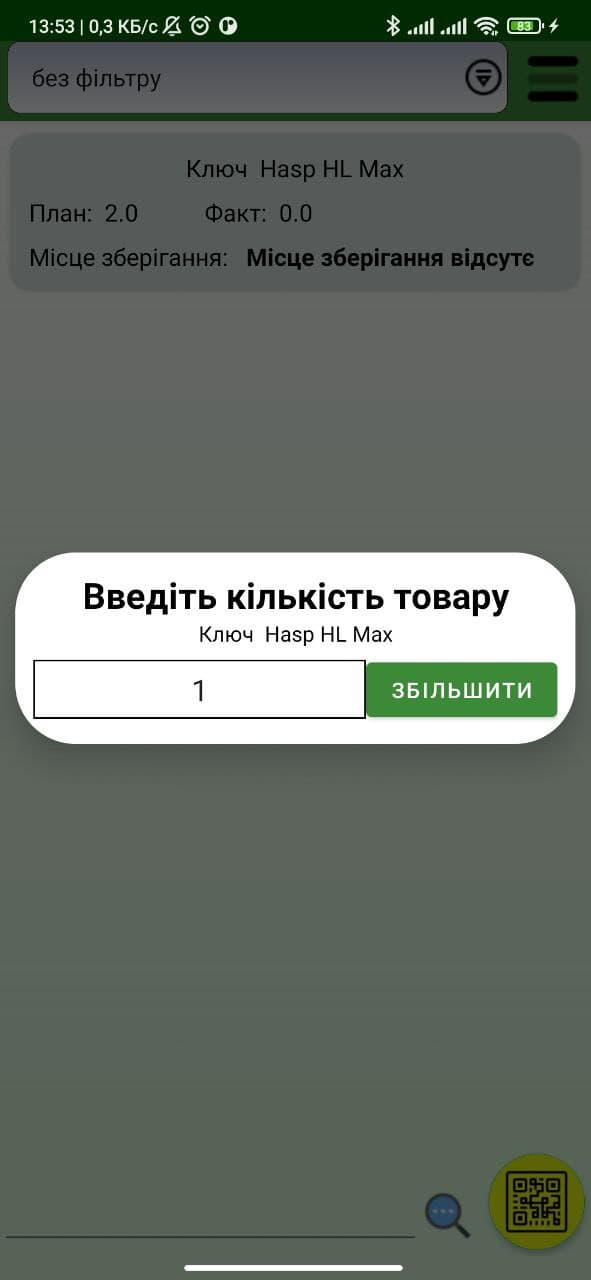 13:53 | 0,3 КБ/с
83
без фільтру
Ключ  Hasp HL Max
План:  2.0 Факт:  0.0
Місце зберігання:  Місце зберігання відсутє
Введіть кількість товару
Ключ  Hasp HL Max
1 ЗБІЛЬШИТИ